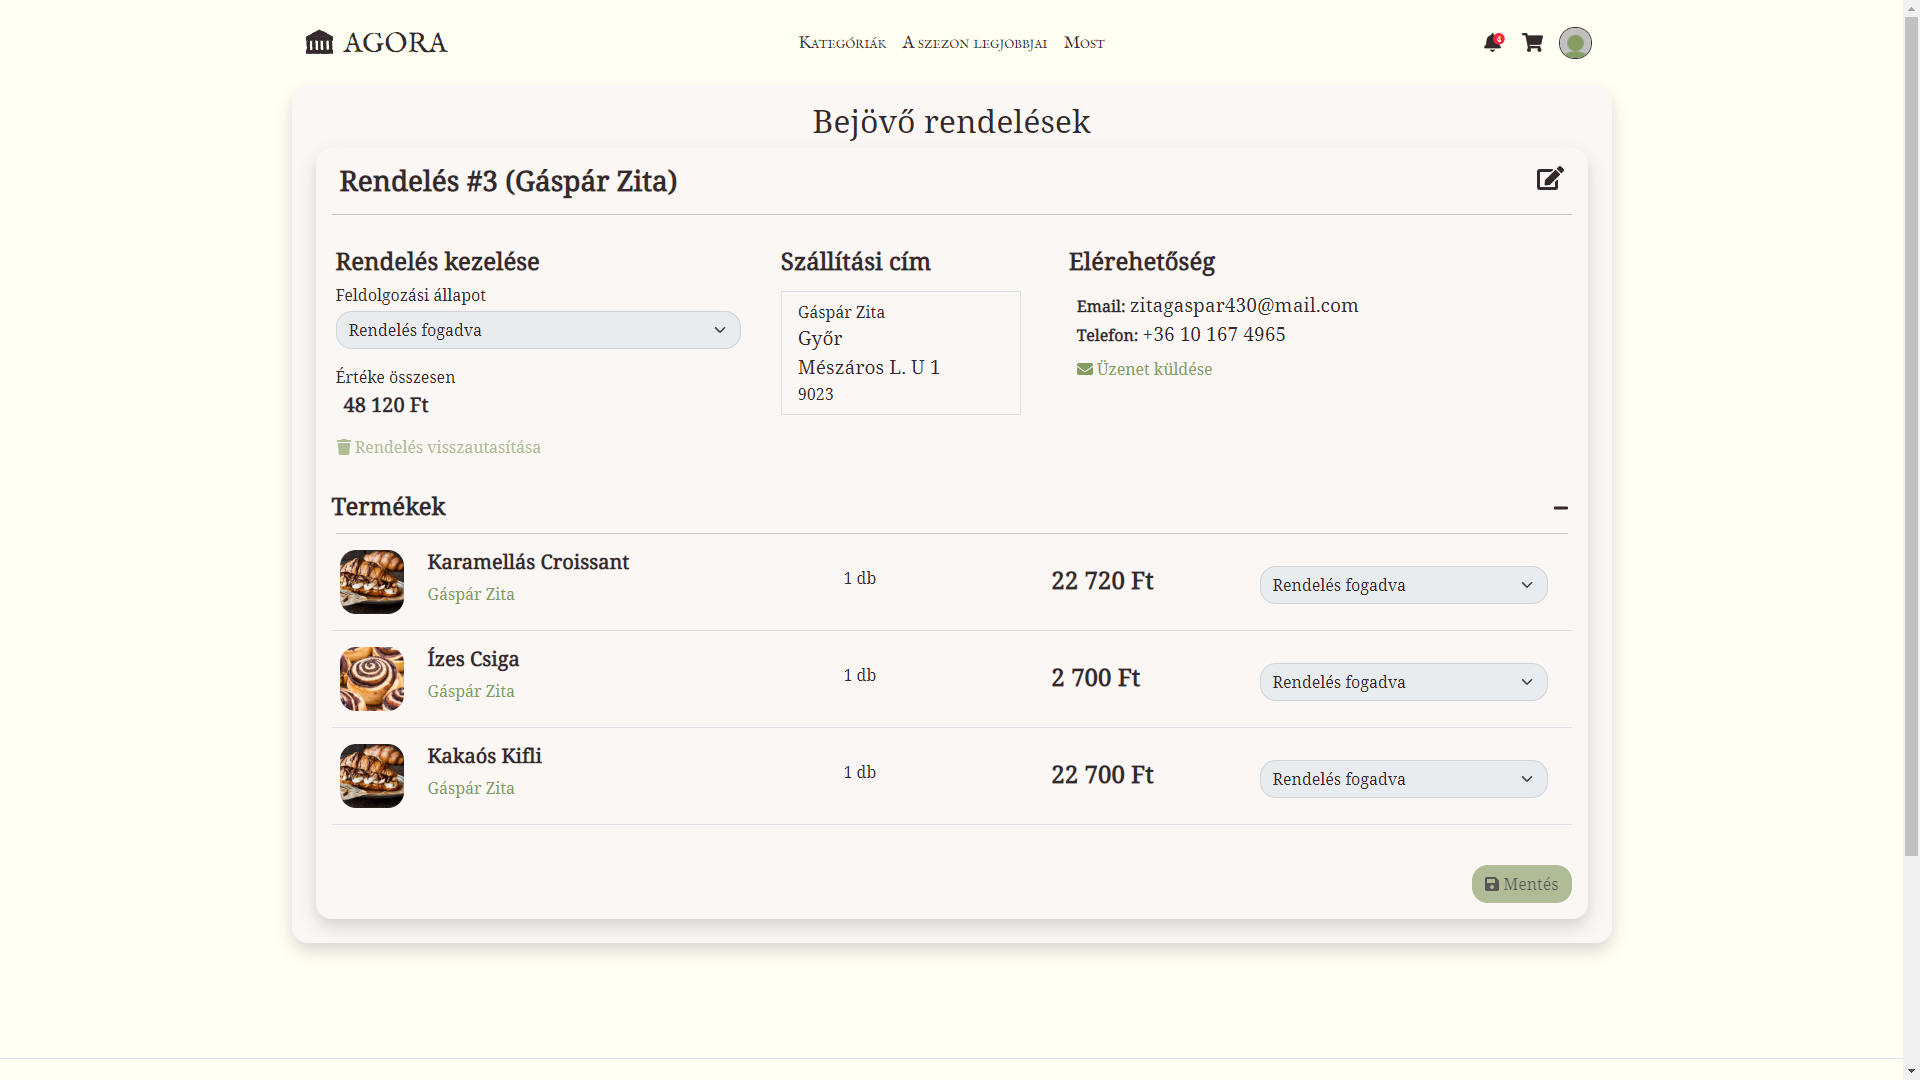 AGORA
Kategóriák A szezon legjobbjai Most
4
Bejövő rendelések
Rendelés #3 (Gáspár Zita)
Rendelés kezelése
Feldolgozási állapot
Rendelés fogadva
Értéke összesen
48 120 Ft
Rendelés visszautasítása
Szállítási cím
Gáspár Zita
Győr
Mészáros L. U 1
9023
Elérehetőség
Email: zitagaspar430@mail.com
Telefon: +36 10 167 4965
Üzenet küldése
Termékek
Karamellás Croissant
Gáspár Zita
1 db
22 720 Ft
Rendelés fogadva
Ízes Csiga
Gáspár Zita
1 db
2 700 Ft
Rendelés fogadva
Kakaós Kifli
Gáspár Zita
1 db
22 700 Ft
Rendelés fogadva
Mentés